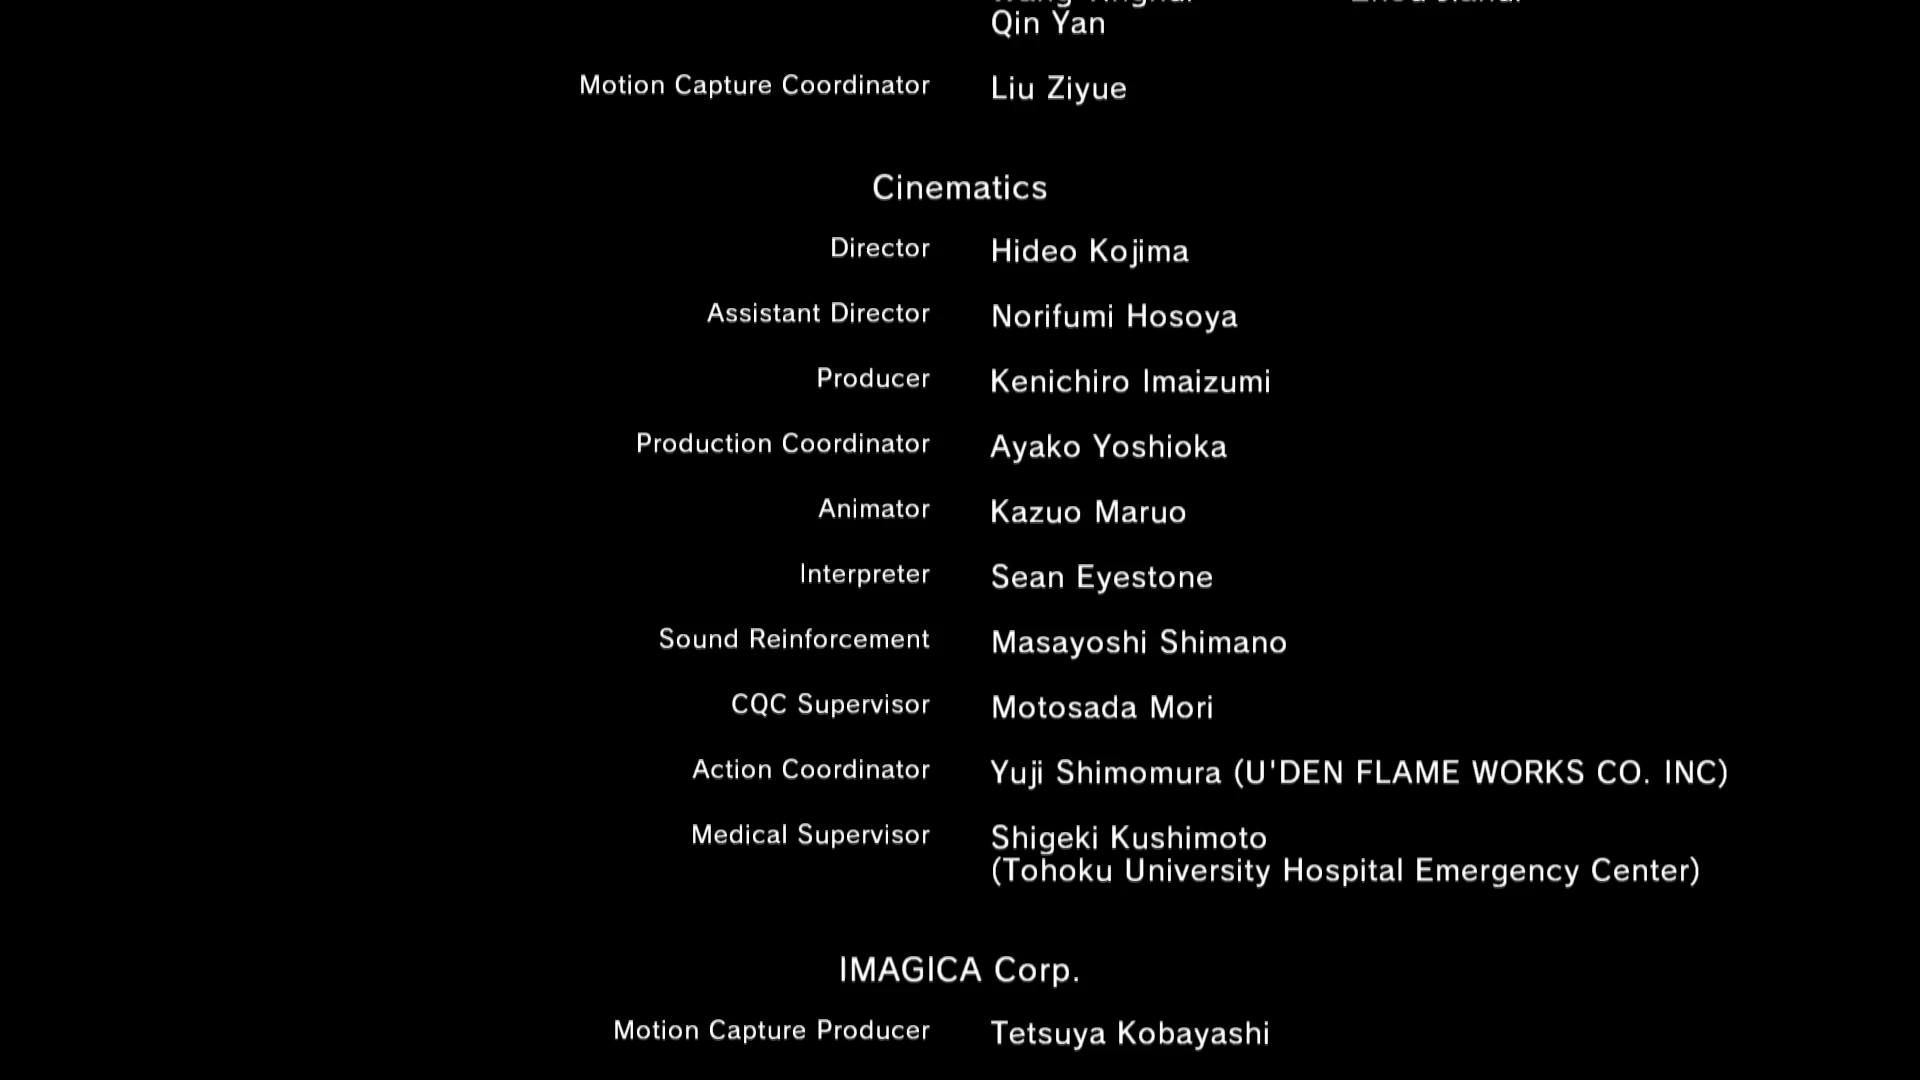 Qin Yan
Motion Capture Coordinator Liu Ziyue
Cinematics
Director Hideo Kojima
Assistant Director Norifumi Hosoya
Producer Kenichiro Imaizumi
Production Coordinator Ayako Yoshioka
Animator Kazuo Maruo
Interpreter Sean Eyestone
Sound Reinforcement Masayoshi Shimano
CQC Supervisor Motosada Mori
Action Coordinator Yuji Shimomura (U'DEN FLAME WORKS CO. INC)
Medical Supervisor Shigeki Kushimoto
(Tohoku University Hospital Emergency Center)
IMAGICA Corp.
Motion Capture Producer Tetsuya Kobayashi